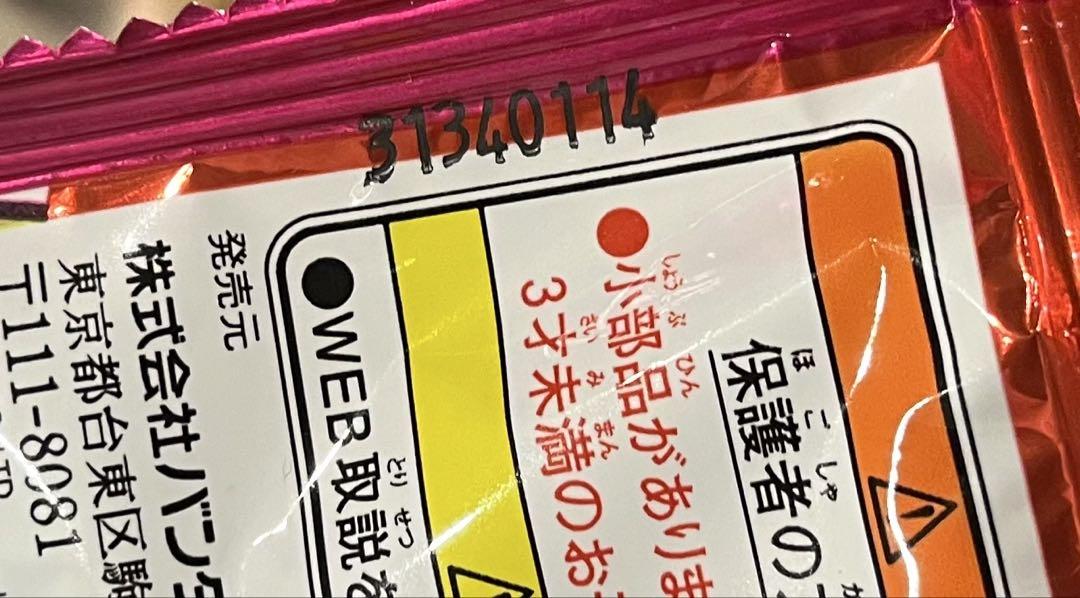 31340114
保護者の
●小部品がありま
3才未満のお
●WEB取説を
発売元
株式会社バンダ
東京都台東区駒
〒111-8081